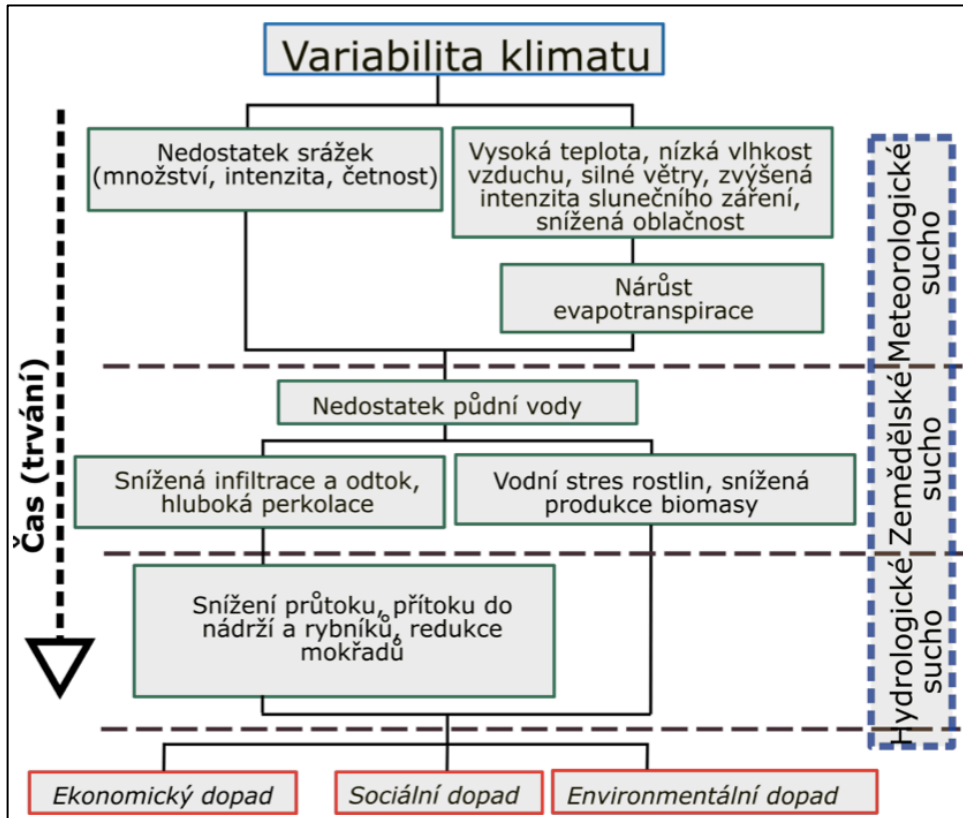 Variabilita klimatu
Nedostatek srážek
(množství, intenzita, četnost)
Vysoká teplota, nízká vlhkost
vzduchu, silné větry, zvýšená
intenzita slunečního záření,
snížená oblačnost
Nárůst
evapotranspirace
Nedostatek půdní vody
Snížená infiltrace a odtok,
hluboká perkolace
Vodní stres rostlin, snížená
produkce biomasy
Snížení průtoku, přítoku do
nádrží a rybníků, redukce
mokřadů
Ekonomický dopad
Sociální dopad
Environmentální dopad
Čas (trvání)
Meteorologické
sucho
Zemědělské
sucho
Hydrologické
sucho